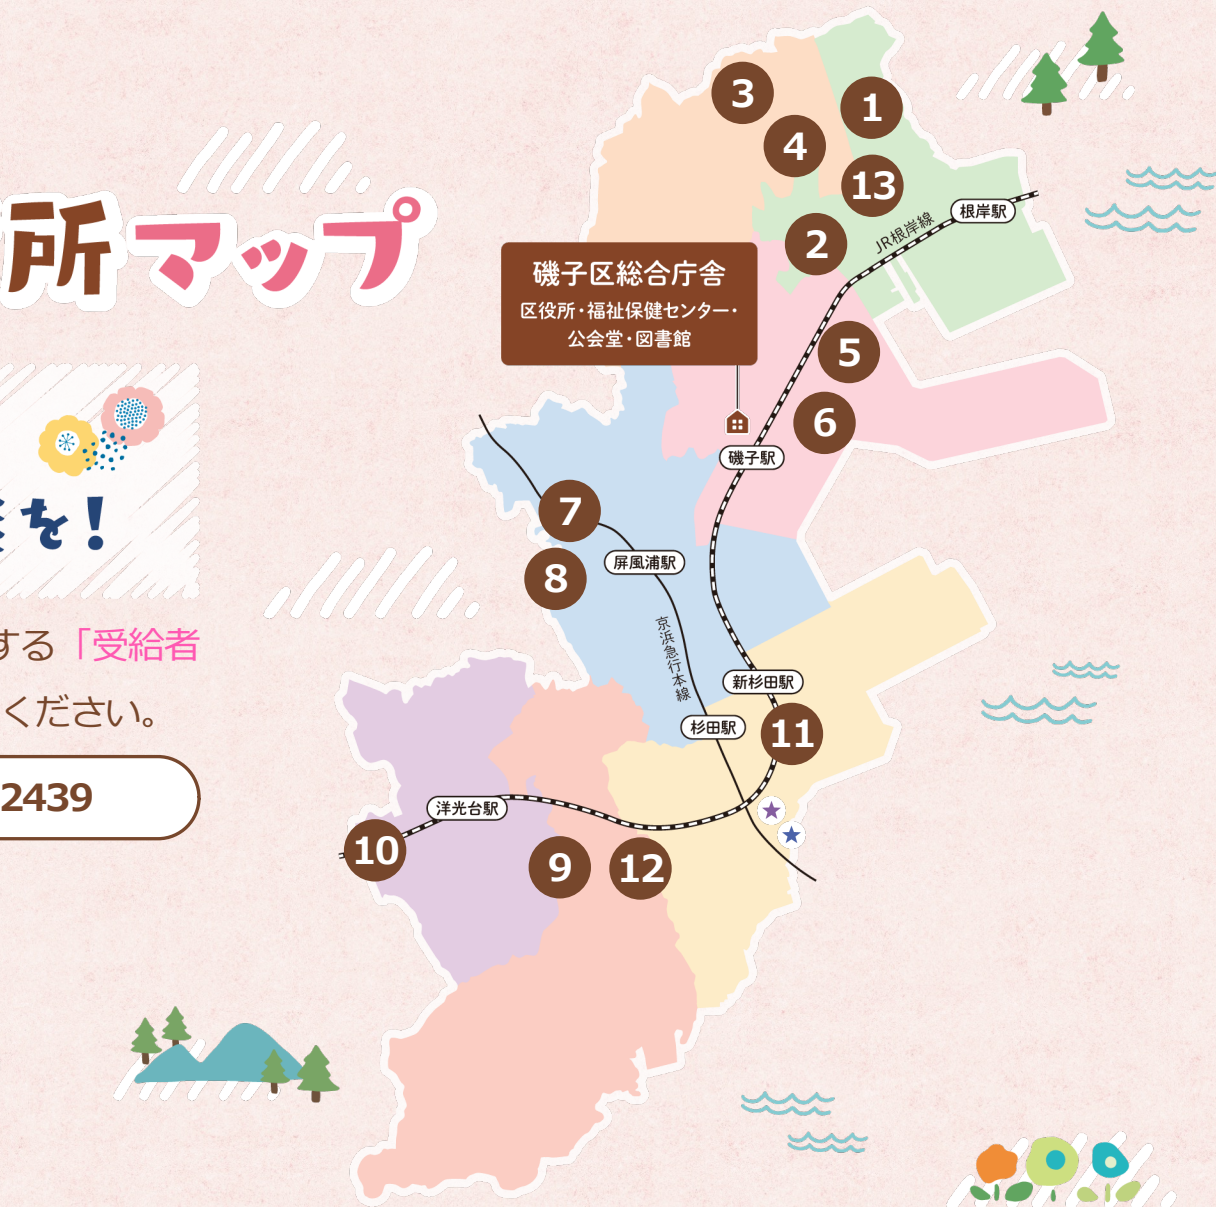 所マップ
を!
する「受給者
ください。
2439
3
1
4
13
根岸駅
JR根岸線
2
磯子区総合庁舎
区役所・福祉保健センター・
公会堂・図書館
5
6
磯子駅
7
屏風浦駅
8
京浜急行本線
新杉田駅
杉田駅
11
洋光台駅
10
9
12